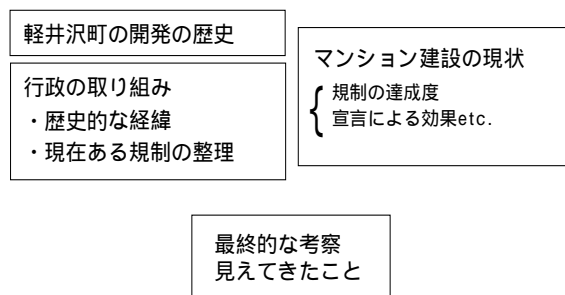 軽井沢町の開発の歴史
行政の取り組み
・歴史的な経緯
・現在ある規制の整理
マンション建設の現状
規制の達成度
宣言による効果etc.
最終的な考察
見えてきたこと